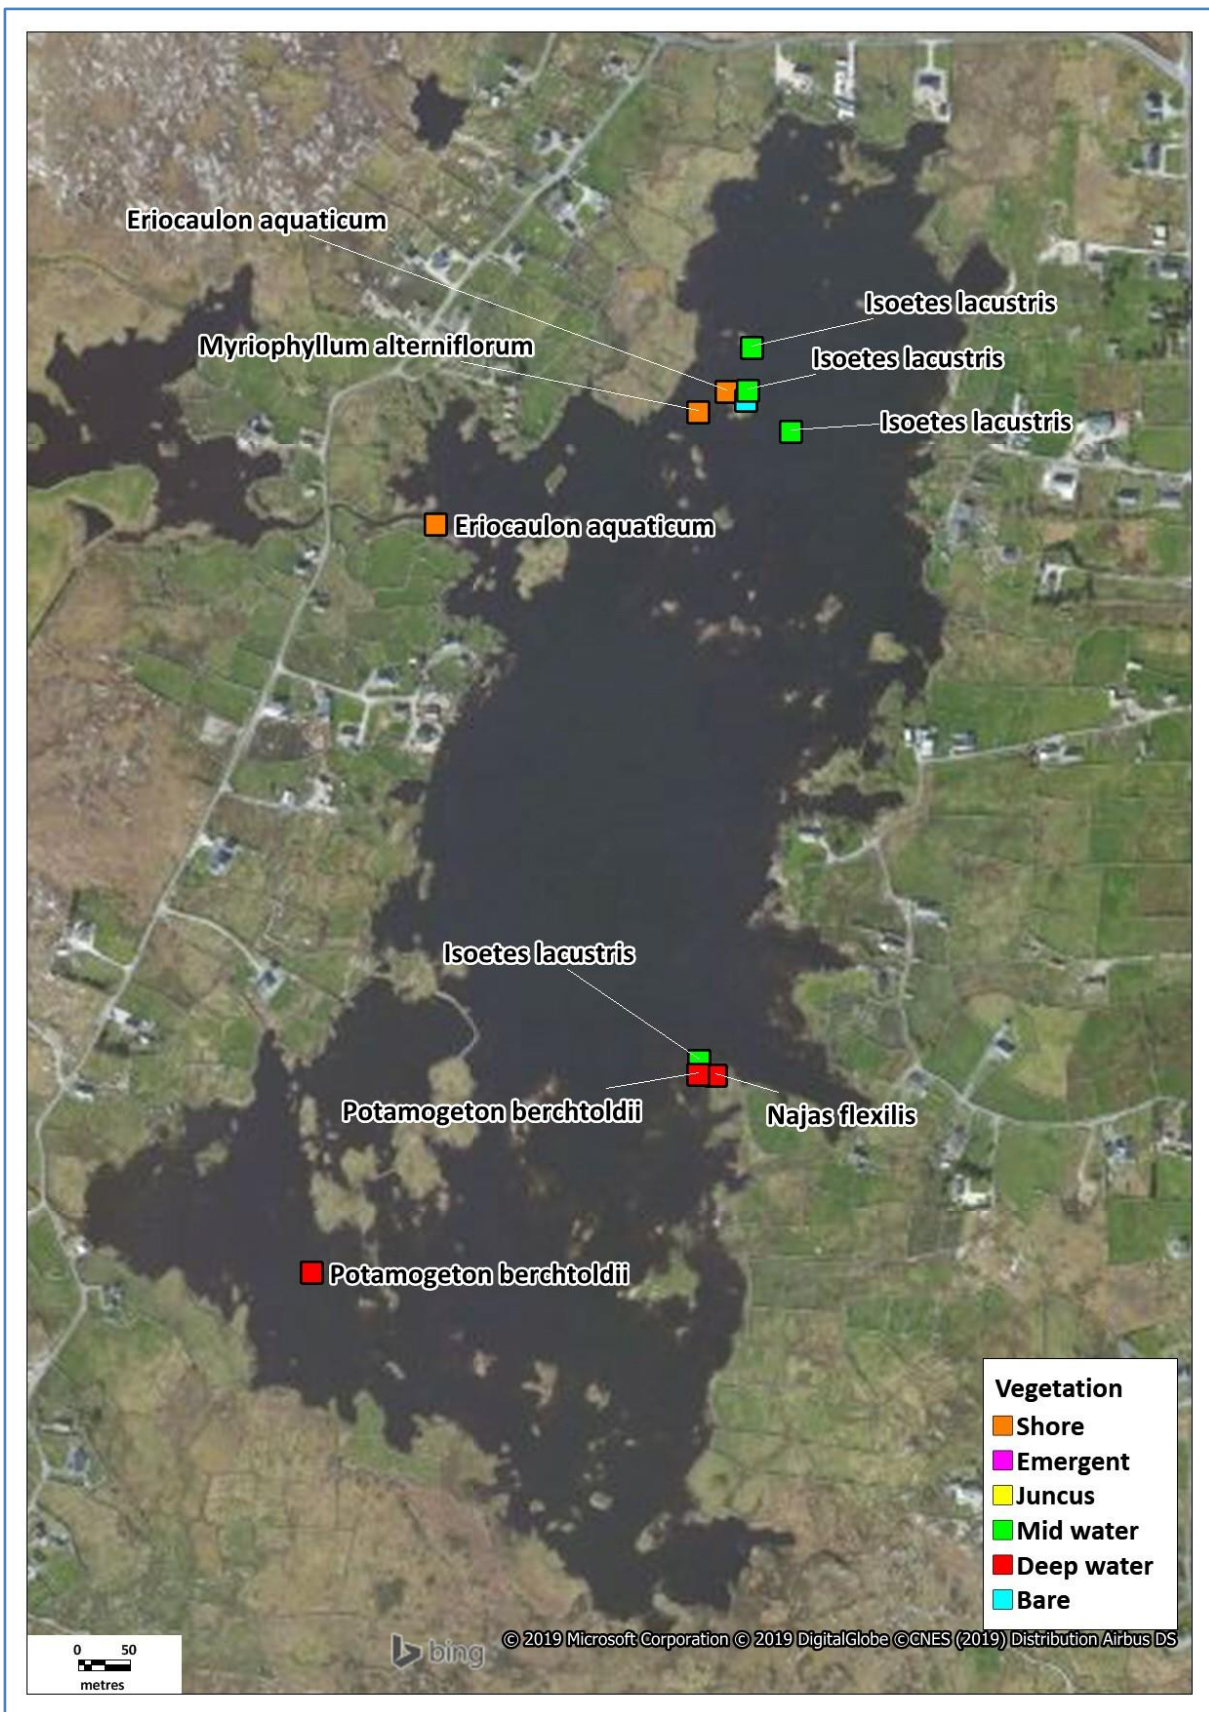 Eriocaulon aquaticum
Isoetes lacustris
Myriophyllum alterniflorum
Isoetes lacustris
Isoetes lacustris
Eriocaulon aquaticum
Isoetes lacustris
Potamogeton berchtoldii
Najas flexilis
Potamogeton berchtoldii
Vegetation
Shore
Emergent
Juncus
Mid water
Deep water
Bare
0 50
metres
bing
© 2019 Microsoft Corporation © 2019 DigitalGlobe ©CNES (2019) Distribution Airbus DS